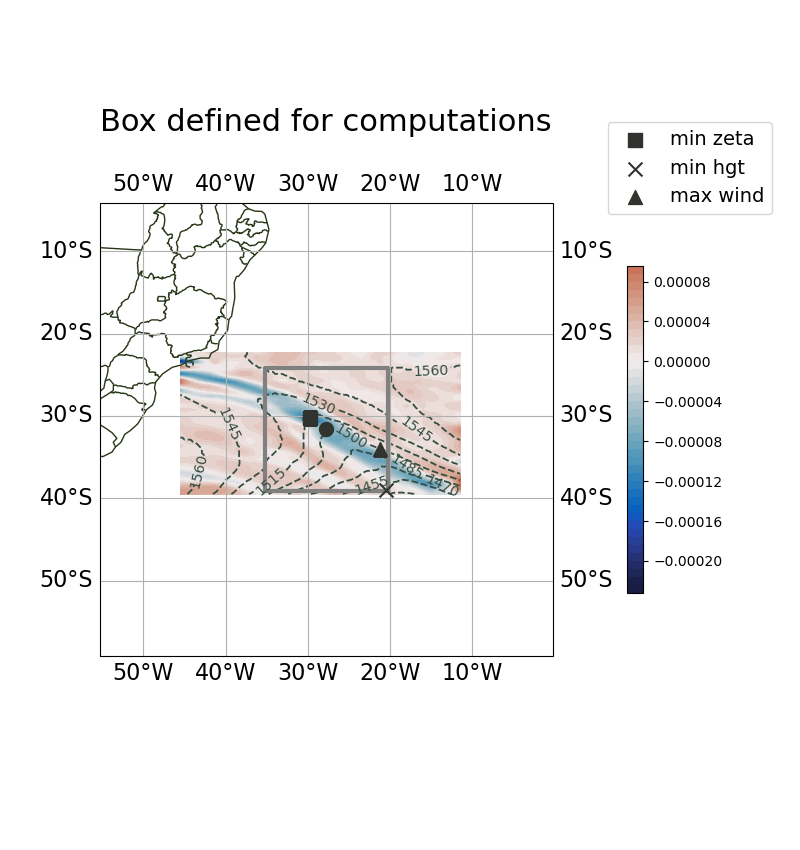 Box defined for computations
min zeta
min hgt
max wind
50°W 40°W 30°W 20°W 10°W
10°S 10°S
20°S 20°S
30°S 30°S
40°S 40°S
50°S 50°S
50°W 40°W 30°W 20°W 10°W
1560
1530
1545
1545
1500
1560
1515
1485
1470
1455
0.00008
0.00004
0.00000
−0.00004
−0.00008
−0.00012
−0.00016
−0.00020